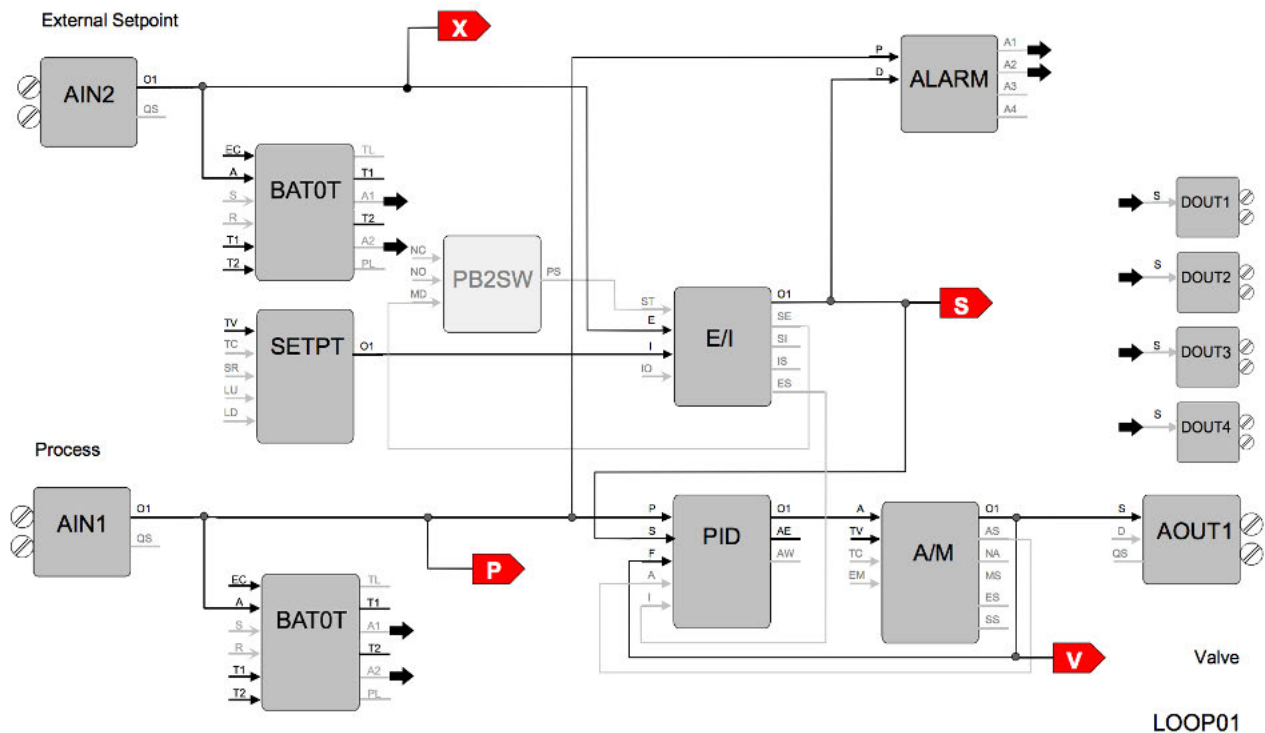 External Setpoint
X
AIN2
O1
QS
P
D
ALARM
A1
A2
A3
A4
EC
A
S
R
T1
T2
BAT0T
TL
T1
A1
T2
A2
PL
S
DOUT1
S
DOUT2
S
DOUT3
S
DOUT4
NC
NO
MD
PB2SW
PS
ST
E
I
IO
E/I
O1
SE
SI
IS
ES
S
TV
TC
SR
LU
LD
SETPT
O1
Process
AIN1
O1
QS
P
P
S
F
A
I
PID
O1
AE
AW
A
TV
TC
EM
A/M
O1
AS
NA
MS
ES
SS
S
D
QS
AOUT1
EC
A
S
R
T1
T2
BAT0T
TL
T1
A1
T2
A2
PL
V
Valve
LOOP01